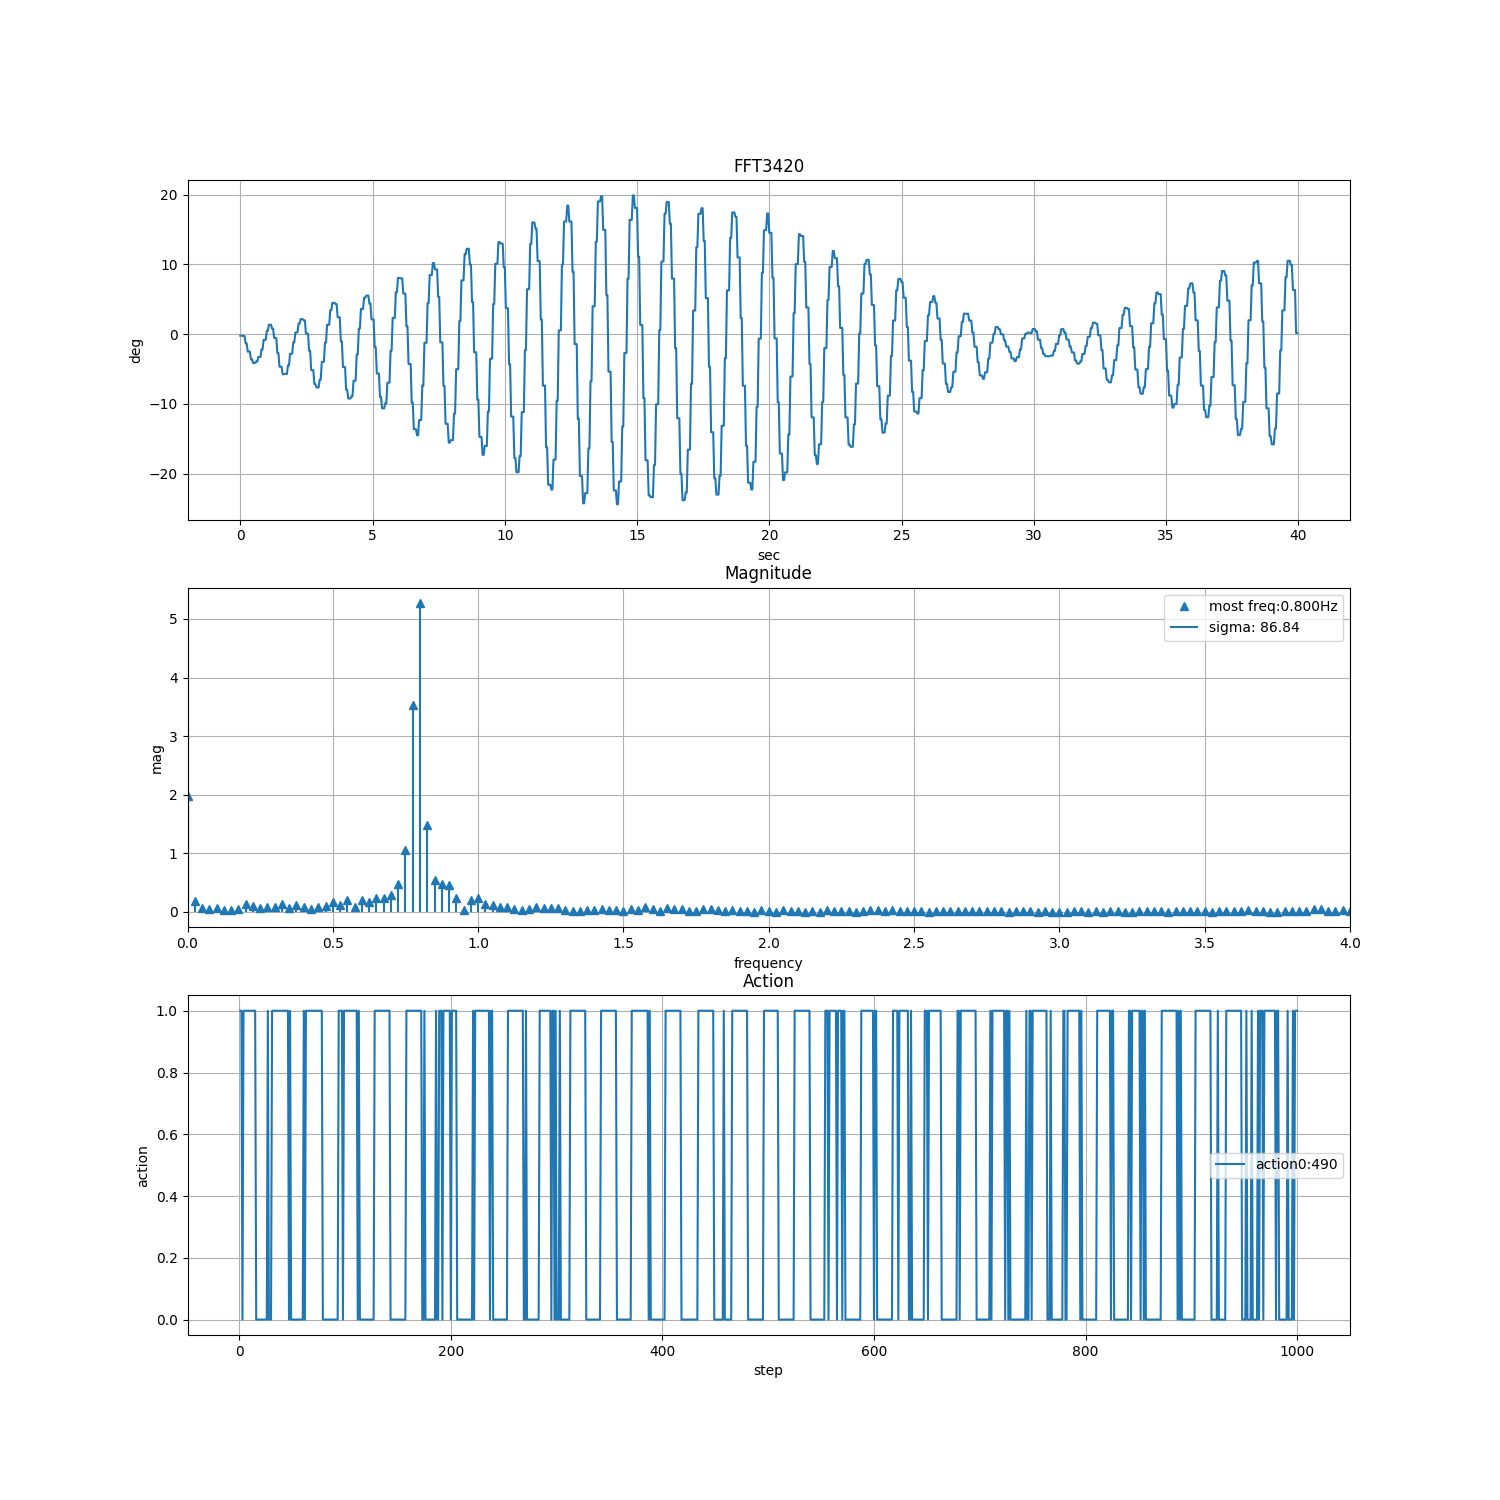 FFT3420
20
10
0
−10
−20
deg
0 5 10 15 20 25 30 35 40
sec
Magnitude
most freq:0.800Hz
sigma: 86.84
5
4
3
2
1
0
mag
0.0 0.5 1.0 1.5 2.0 2.5 3.0 3.5 4.0
frequency
Action
1.0
0.8
0.6
0.4
0.2
0.0
action
action0:490
0 200 400 600 800 1000
step